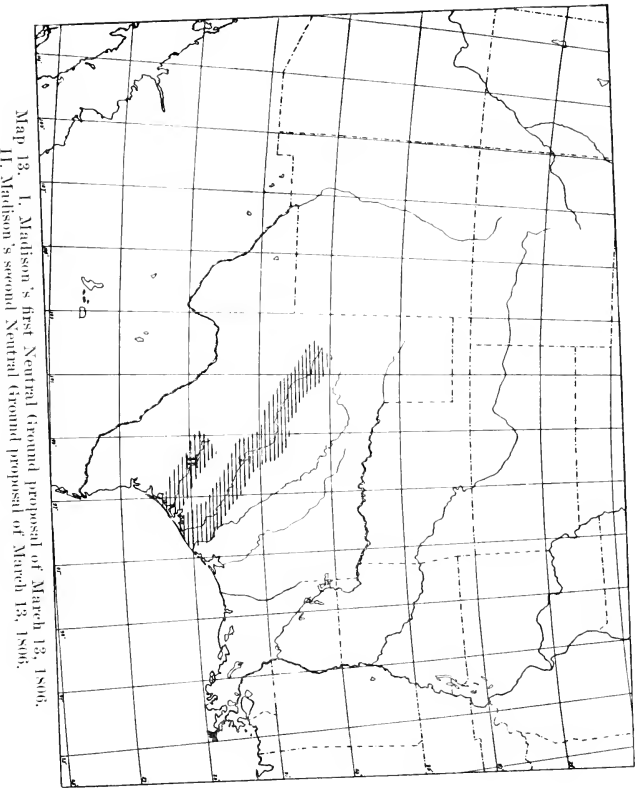 Map 13. I. Madison's first Neutral Ground proposal of March 13, 1806.
II. Madison's second Neutral Ground proposal of March 13, 1806.
II